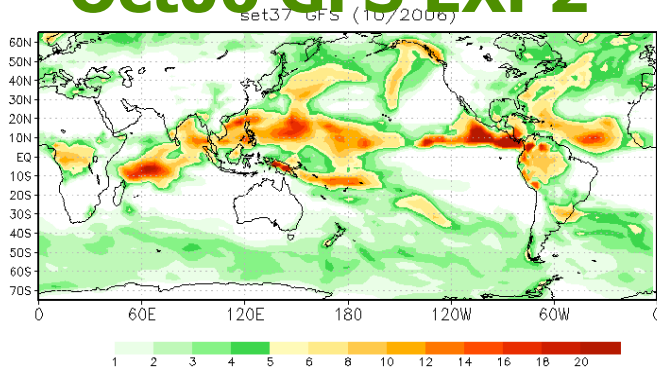 Oct06 GFS EXP2
set37 GFS (10/2006)
60N
50N
40N
30N
20N
10N
EQ
10S
20S
30S
40S
50S
60S
70S
0 60E 120E 180 120W 60W
1 2 3 4 5 6 8 10 12 14 16 18 20